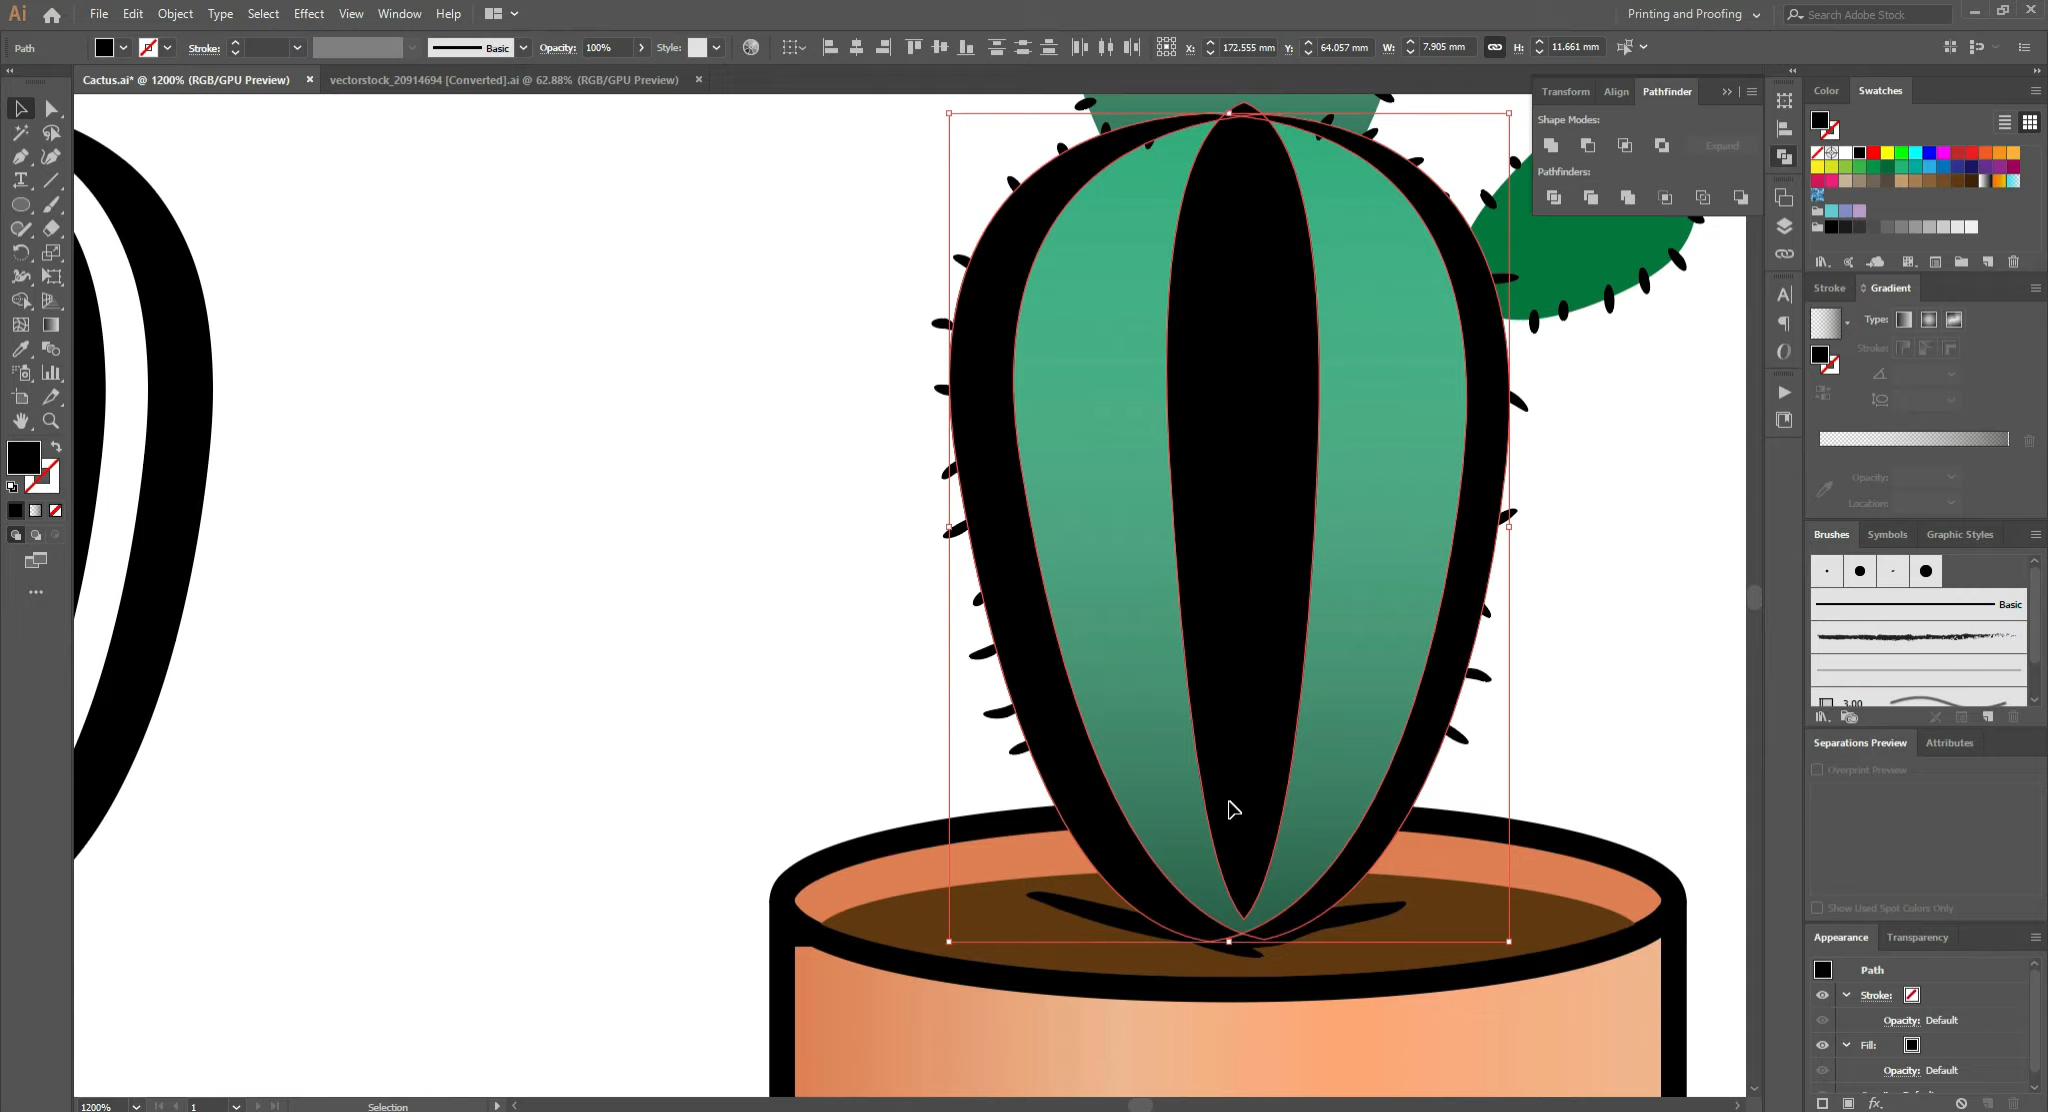 Ai File Edit Object Type Select Effect View Window Help Printing and Proofing Search Adobe Stock
Path Stroke: Basic Opacity: 100% Style: X: 172.555 mm Y: 64.057 mm W: 7.905 mm H: 11.661 mm
Cactus.ai* @ 1200% (RGB/GPU Preview) × vectorstock_20914694 [Converted].ai @ 62.88% (RGB/GPU Preview) ×
Transform Align Pathfinder
Shape Modes:
Expand
Pathfinders:
Color Swatches
Stroke Gradient
Type:
Stroke:
Opacity:
Location:
Brushes Symbols Graphic Styles
Basic
3.00
Separations Preview Attributes
Overprint Preview
Show Used Spot Colors Only
Appearance Transparency
Path
Stroke:
Opacity: Default
Fill:
Opacity: Default
fx
1200% 1 Selection